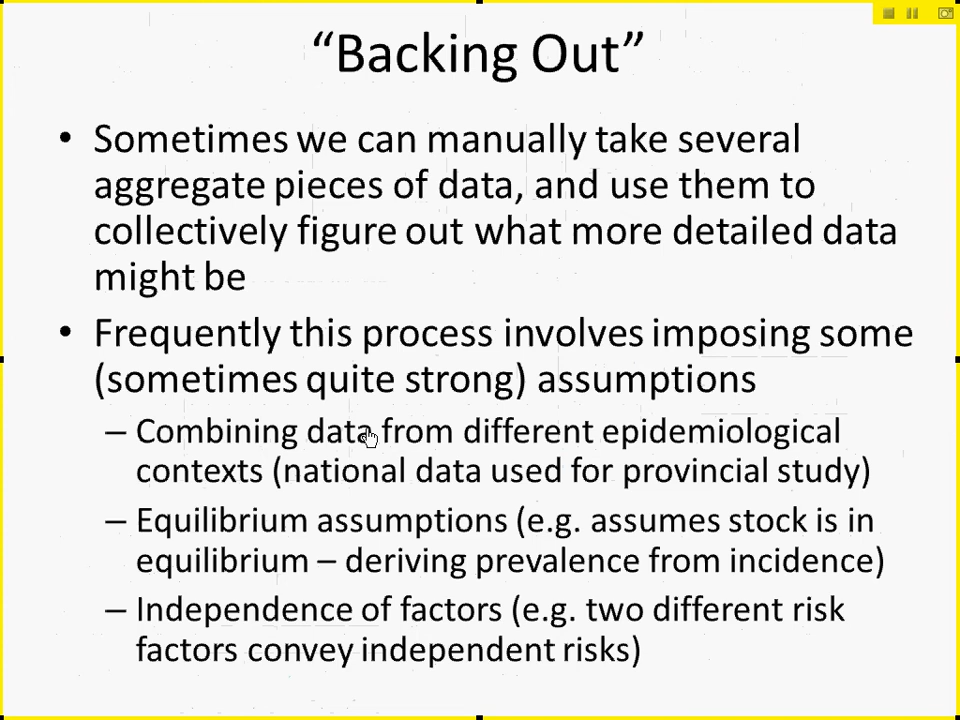 “Backing Out”
• Sometimes we can manually take several
aggregate pieces of data, and use them to
collectively figure out what more detailed data
might be
• Frequently this process involves imposing some
(sometimes quite strong) assumptions
– Combining data from different epidemiological
contexts (national data used for provincial study)
– Equilibrium assumptions (e.g. assumes stock is in
equilibrium – deriving prevalence from incidence)
– Independence of factors (e.g. two different risk
factors convey independent risks)